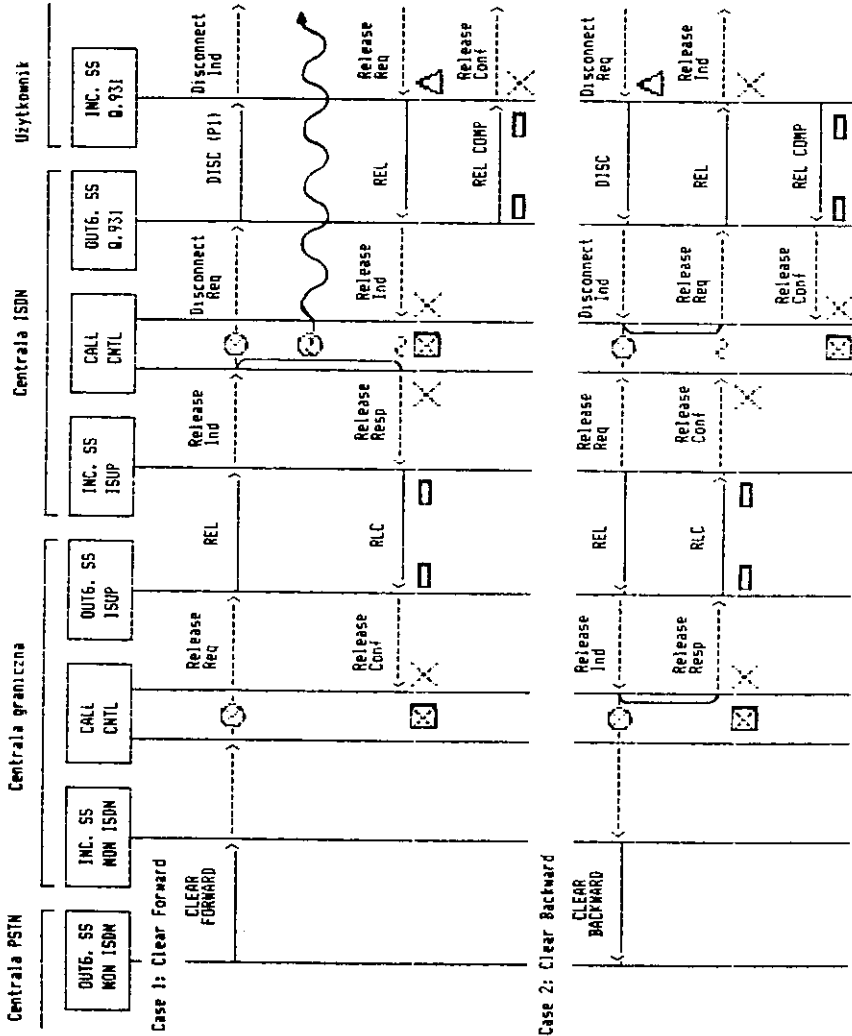 Centrala PSTN
Centrala graniczna
Centrala ISDN
Użytkownik
OUTG. SS
NON ISDN
INC. SS
NON ISDN
CALL
CNTL
OUTG. SS
ISUP
INC. SS
ISUP
CALL
CNTL
OUTG. SS
Q.931
INC. SS
Q.931
Case 1: Clear Forward
CLEAR
FORWARD
Release
Req
REL
Release
Ind
Disconnect
Req
DISC (P1)
Disconnect
Ind
Release
Conf
RLC
Release
Resp
Release
Ind
REL
Release
Req
REL COMP
Release
Conf
Case 2: Clear Backward
CLEAR
BACKWARD
Release
Ind
REL
Release
Req
Disconnect
Ind
DISC
Disconnect
Req
Release
Resp
RLC
Release
Conf
Release
Req
REL
Release
Ind
Release
Conf
REL COMP